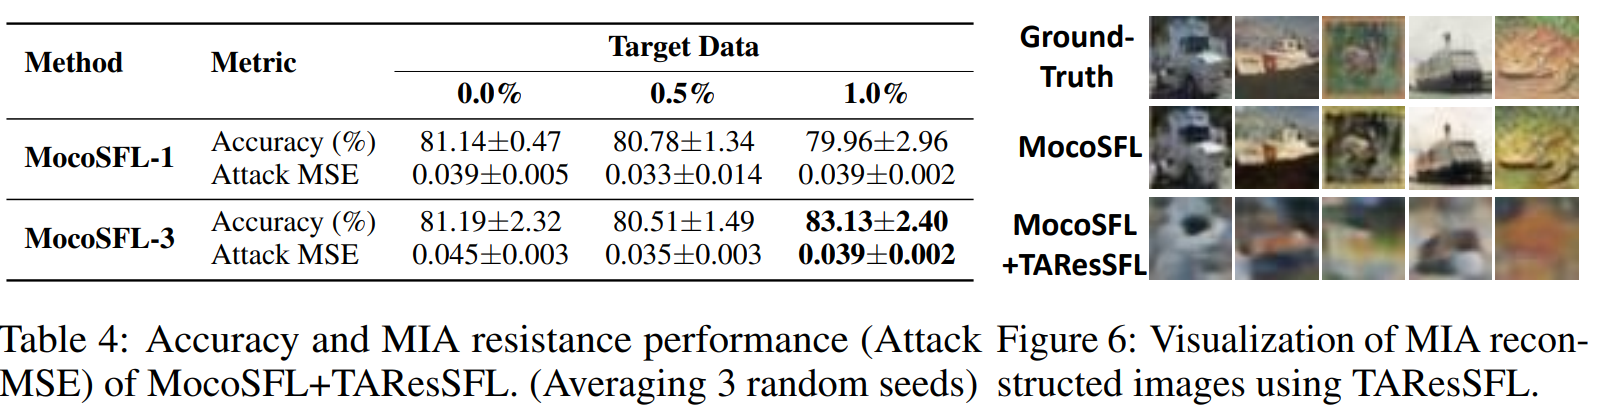 Method Metric Target Data
0.0% 0.5% 1.0%
MocoSFL-1 Accuracy (%) 81.14±0.47 80.78±1.34 79.96±2.96
Attack MSE 0.039±0.005 0.033±0.014 0.039±0.002
MocoSFL-3 Accuracy (%) 81.19±2.32 80.51±1.49 83.13±2.40
Attack MSE 0.045±0.003 0.035±0.003 0.039±0.002
Table 4: Accuracy and MIA resistance performance (Attack
MSE) of MocoSFL+TAResSFL. (Averaging 3 random seeds)
Ground-
Truth
MocoSFL
MocoSFL
+TAResSFL
Figure 6: Visualization of MIA recon-
structed images using TAResSFL.